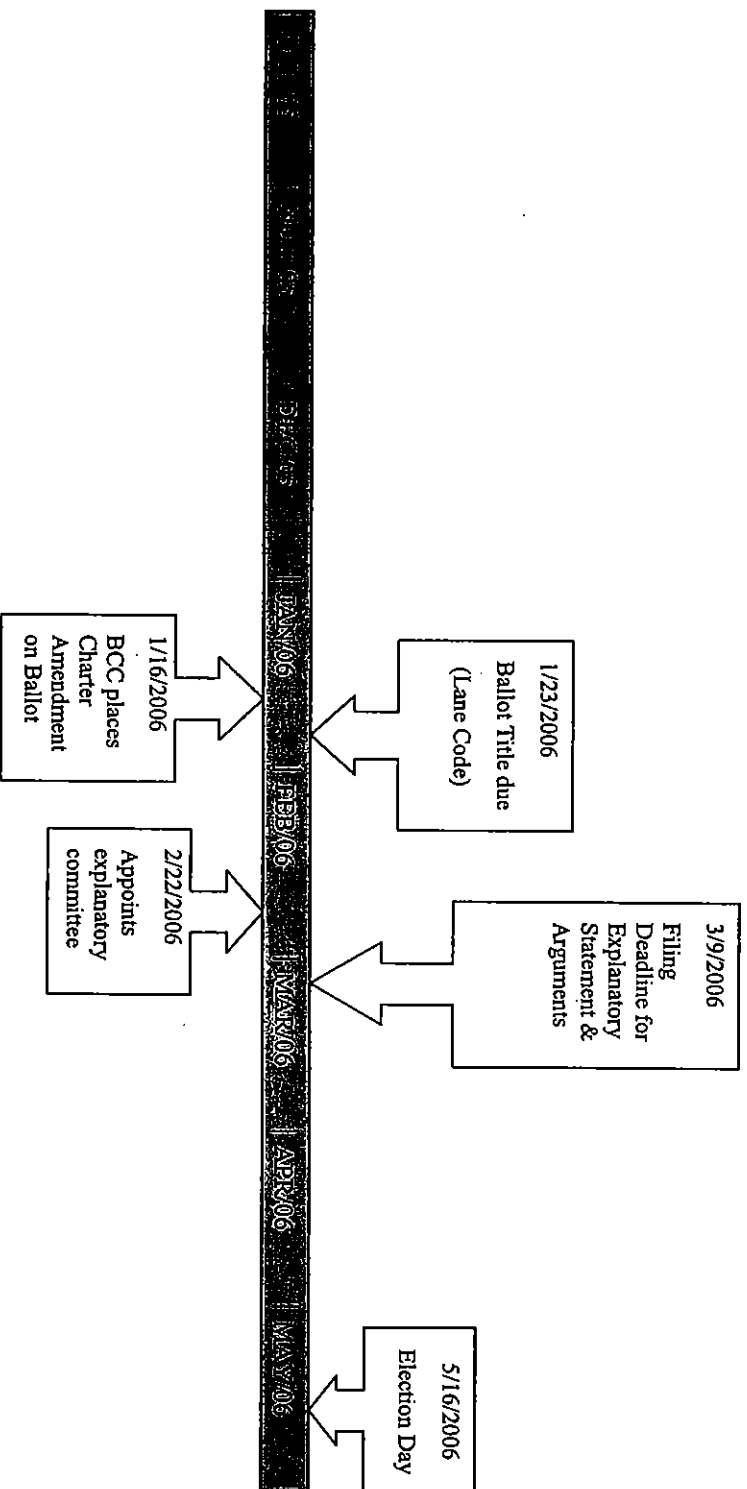 1/23/2006
Ballot Title due
(Lane Code)
3/9/2006
Filing
Deadline for
Explanatory
Statement &
Arguments
5/16/2006
Election Day
DEC/05 | JAN/06 | FEB/06 | MAR/06 | APR/06 | MAY/06
1/16/2006
BCC places
Charter
Amendment
on Ballot
2/22/2006
Appoints
explanatory
committee